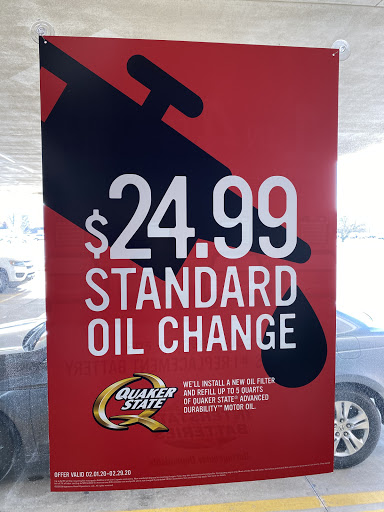 $24.99
STANDARD
OIL CHANGE
QUAKER
STATE®
WE'LL INSTALL A NEW OIL FILTER
AND REFILL UP TO 5 QUARTS
OF QUAKER STATE® ADVANCED
DURABILITY™ MOTOR OIL.
OFFER VALID 02.01.20–02.29.20